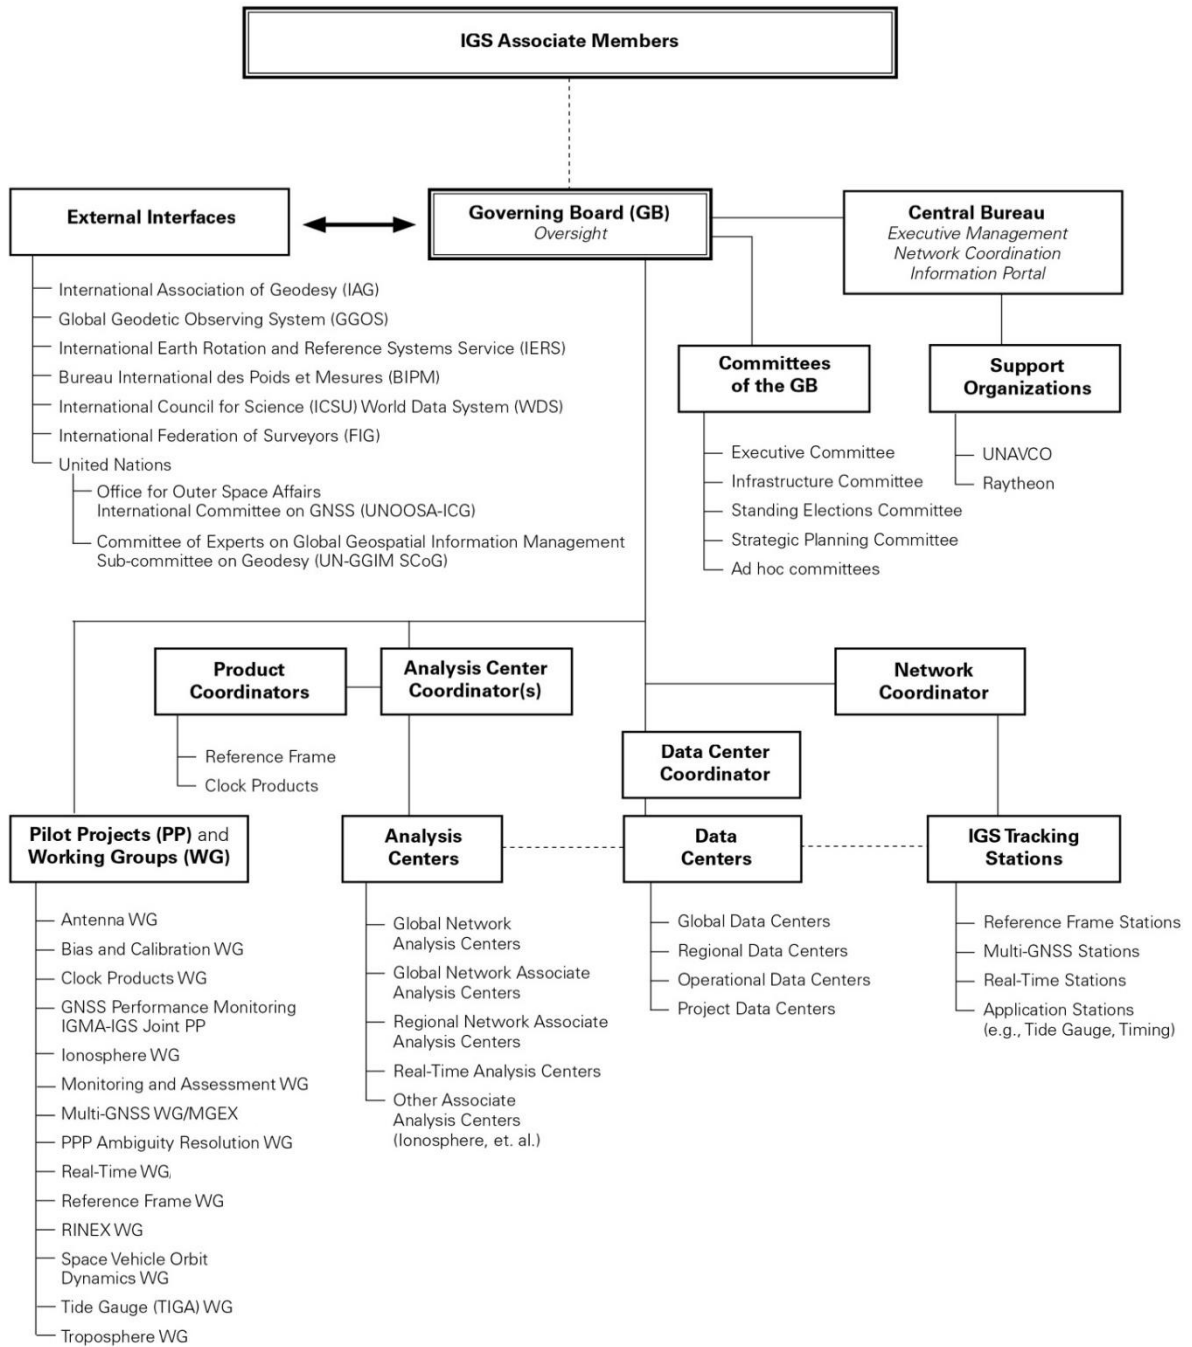 IGS Associate Members
External Interfaces
Governing Board (GB)
Oversight
Central Bureau
Executive Management
Network Coordination
Information Portal
International Association of Geodesy (IAG)
Global Geodetic Observing System (GGOS)
International Earth Rotation and Reference Systems Service (IERS)
Bureau International des Poids et Mesures (BIPM)
International Council for Science (ICSU) World Data System (WDS)
International Federation of Surveyors (FIG)
United Nations
Office for Outer Space Affairs
International Committee on GNSS (UNOOSA-ICG)
Committee of Experts on Global Geospatial Information Management
Sub-committee on Geodesy (UN-GGIM SCoG)
Committees
of the GB
Executive Committee
Infrastructure Committee
Standing Elections Committee
Strategic Planning Committee
Ad hoc committees
Support
Organizations
UNAVCO
Raytheon
Product
Coordinators
Reference Frame
Clock Products
Analysis Center
Coordinator(s)
Network
Coordinator
Data Center
Coordinator
Pilot Projects (PP) and
Working Groups (WG)
Antenna WG
Bias and Calibration WG
Clock Products WG
GNSS Performance Monitoring
IGMA-IGS Joint PP
Ionosphere WG
Monitoring and Assessment WG
Multi-GNSS WG/MGEX
PPP Ambiguity Resolution WG
Real-Time WG
Reference Frame WG
RINEX WG
Space Vehicle Orbit
Dynamics WG
Tide Gauge (TIGA) WG
Troposphere WG
Analysis
Centers
Global Network
Analysis Centers
Global Network Associate
Analysis Centers
Regional Network Associate
Analysis Centers
Real-Time Analysis Centers
Other Associate
Analysis Centers
(Ionosphere, et. al.)
Data
Centers
Global Data Centers
Regional Data Centers
Operational Data Centers
Project Data Centers
IGS Tracking
Stations
Reference Frame Stations
Multi-GNSS Stations
Real-Time Stations
Application Stations
(e.g., Tide Gauge, Timing)